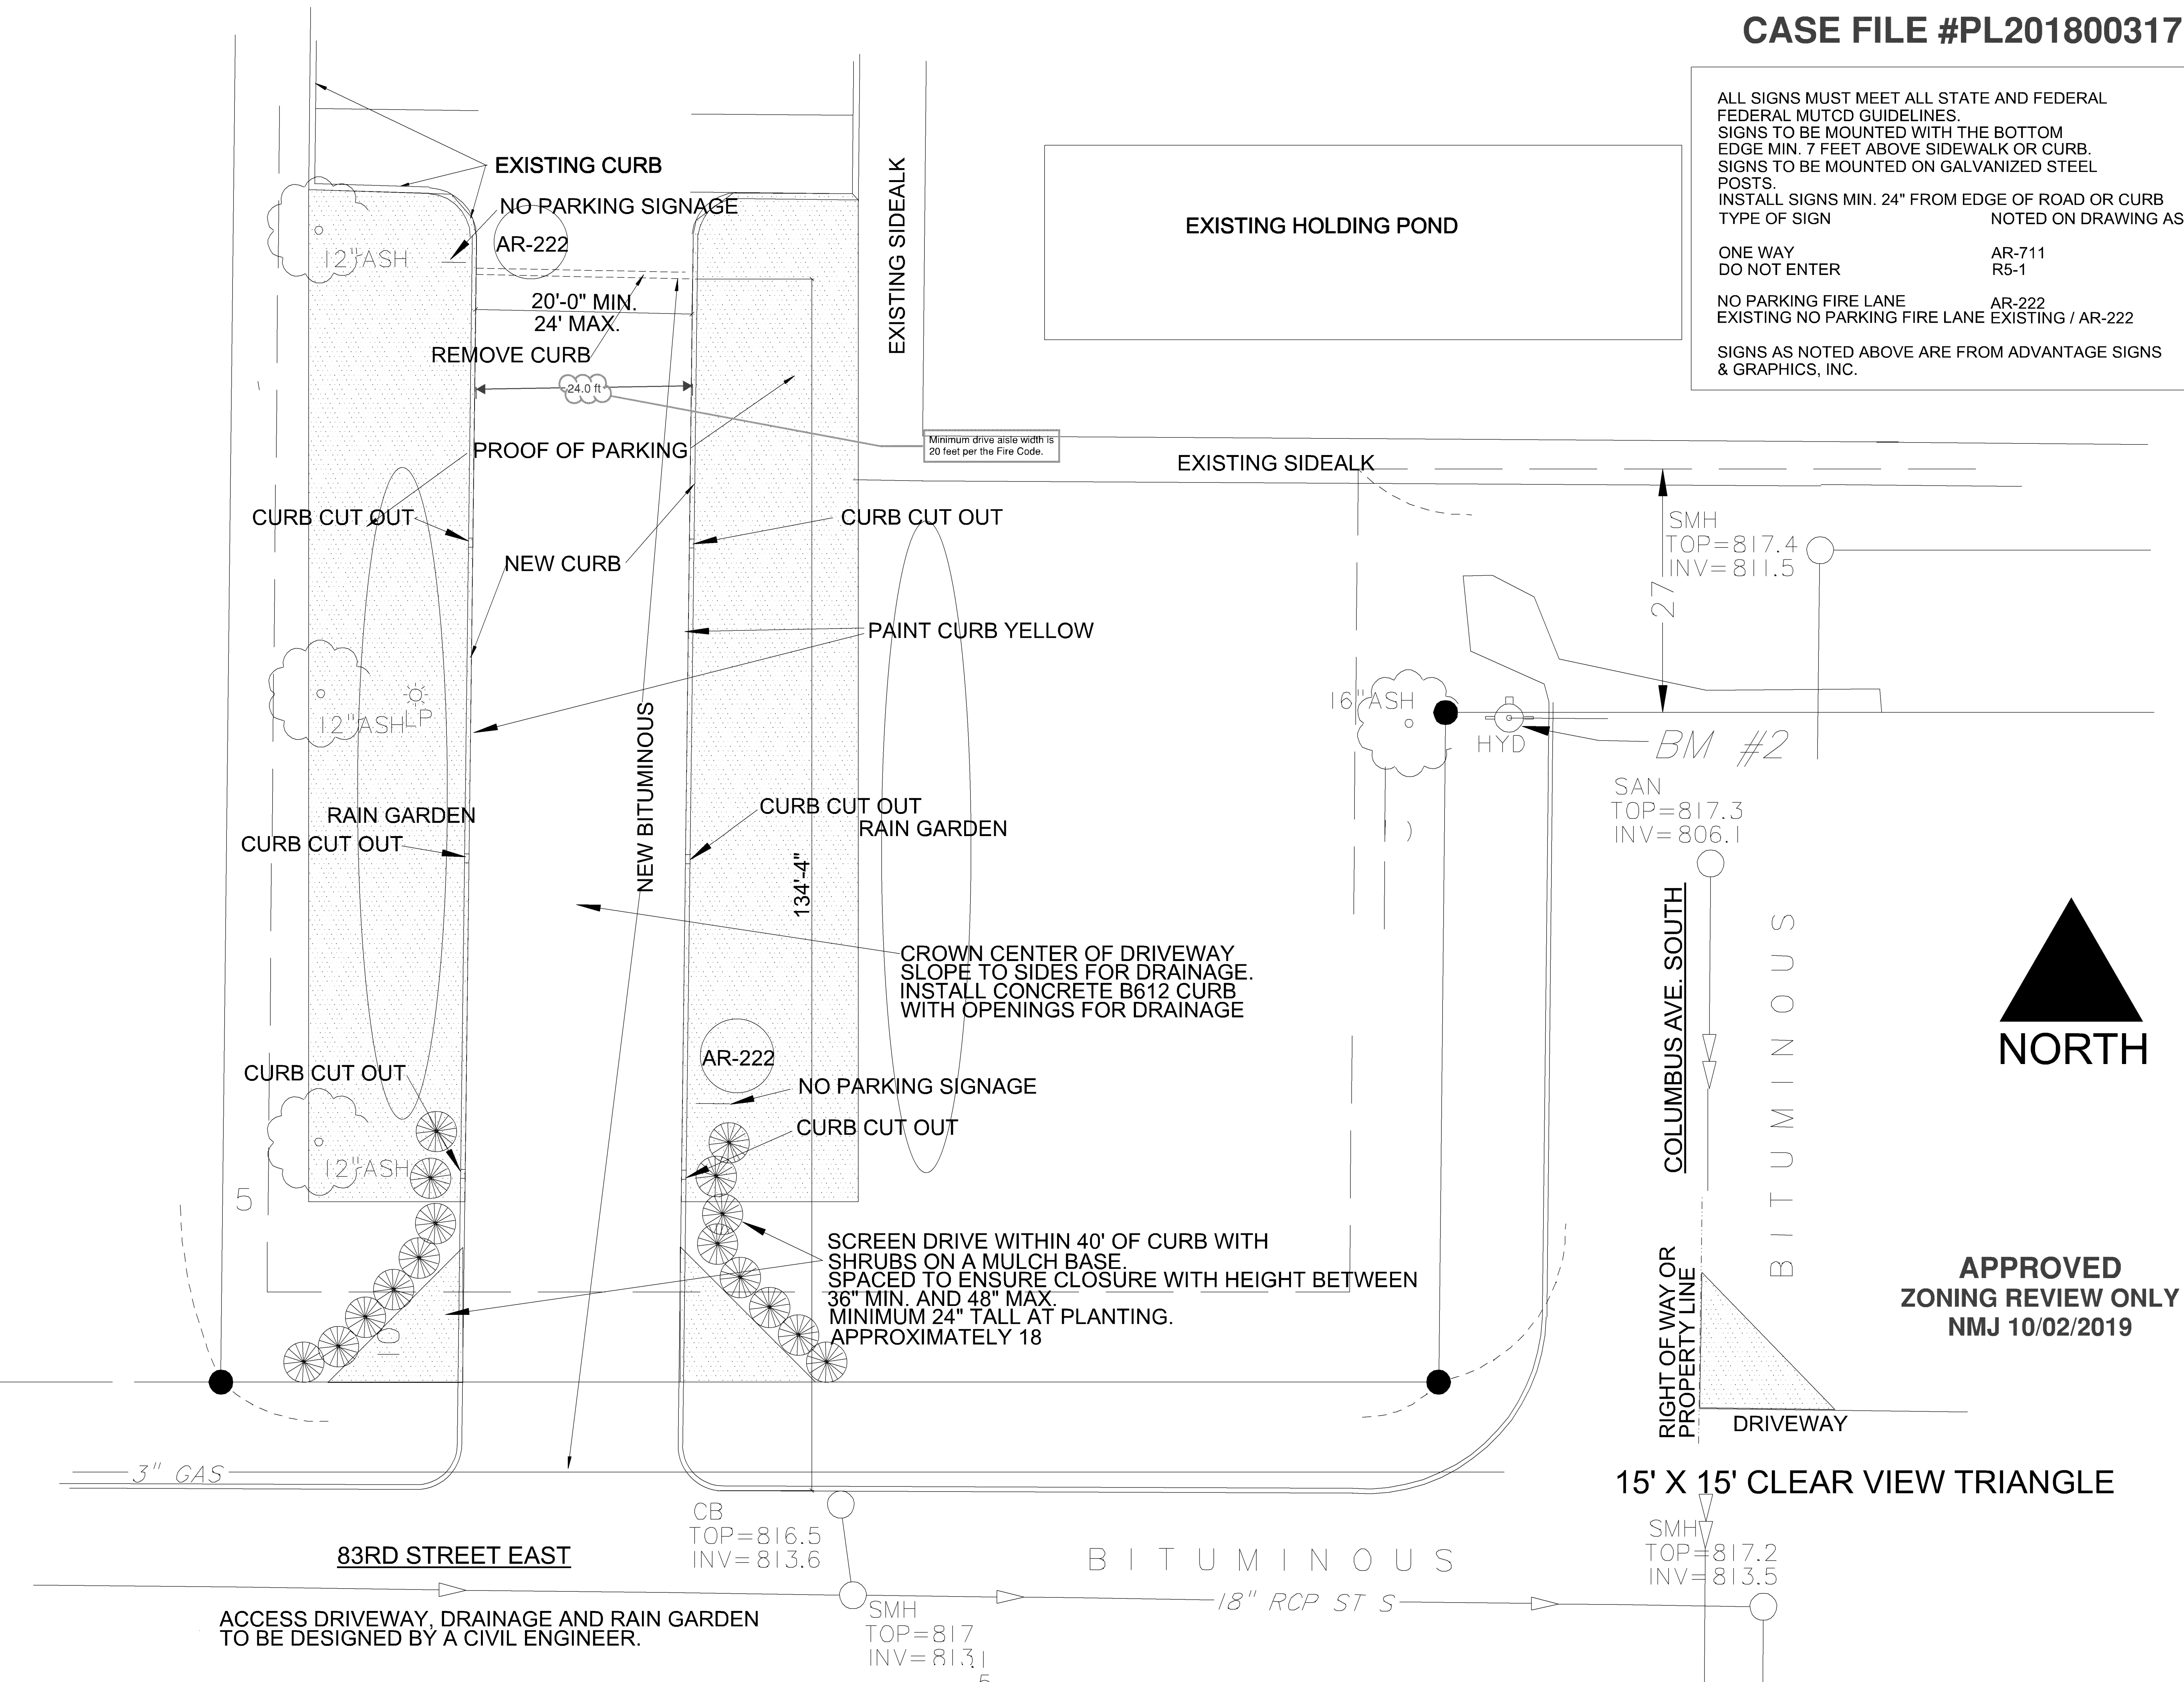 CASE FILE #PL201800317
ALL SIGNS MUST MEET ALL STATE AND FEDERAL
FEDERAL MUTCD GUIDELINES.
SIGNS TO BE MOUNTED WITH THE BOTTOM
EDGE MIN. 7 FEET ABOVE SIDEWALK OR CURB.
SIGNS TO BE MOUNTED ON GALVANIZED STEEL
POSTS.
INSTALL SIGNS MIN. 24" FROM EDGE OF ROAD OR CURB
TYPE OF SIGN NOTED ON DRAWING AS
ONE WAY AR-711
DO NOT ENTER R5-1
NO PARKING FIRE LANE AR-222
EXISTING NO PARKING FIRE LANE EXISTING / AR-222
SIGNS AS NOTED ABOVE ARE FROM ADVANTAGE SIGNS
& GRAPHICS, INC.
EXISTING CURB
NO PARKING SIGNAGE
AR-222
12" ASH
EXISTING SIDEALK
EXISTING HOLDING POND
20'-0" MIN.
24' MAX.
REMOVE CURB
24.0 ft
Minimum drive aisle width is
20 feet per the Fire Code.
PROOF OF PARKING
EXISTING SIDEALK
CURB CUT OUT
CURB CUT OUT
SMH
TOP=817.4
INV=811.5
27
NEW CURB
PAINT CURB YELLOW
12" ASH
LP
16" ASH
HYD
BM #2
NEW BITUMINOUS
SAN
TOP=817.3
INV=806.1
RAIN GARDEN
CURB CUT OUT
CURB CUT OUT
RAIN GARDEN
134'-4"
COLUMBUS AVE. SOUTH
BITUMINOUS
NORTH
CROWN CENTER OF DRIVEWAY
SLOPE TO SIDES FOR DRAINAGE.
INSTALL CONCRETE B612 CURB
WITH OPENINGS FOR DRAINAGE
AR-222
CURB CUT OUT
NO PARKING SIGNAGE
CURB CUT OUT
12" ASH
5
SCREEN DRIVE WITHIN 40' OF CURB WITH
SHRUBS ON A MULCH BASE.
SPACED TO ENSURE CLOSURE WITH HEIGHT BETWEEN
36" MIN. AND 48" MAX.
MINIMUM 24" TALL AT PLANTING.
APPROXIMATELY 18
10
APPROVED
ZONING REVIEW ONLY
NMJ 10/02/2019
RIGHT OF WAY OR
PROPERTY LINE
DRIVEWAY
15' X 15' CLEAR VIEW TRIANGLE
3" GAS
CB
TOP=816.5
INV=813.6
83RD STREET EAST
BITUMINOUS
SMH
TOP=817.2
INV=813.5
18" RCP ST S
ACCESS DRIVEWAY, DRAINAGE AND RAIN GARDEN
TO BE DESIGNED BY A CIVIL ENGINEER.
SMH
TOP=817
INV=813.1